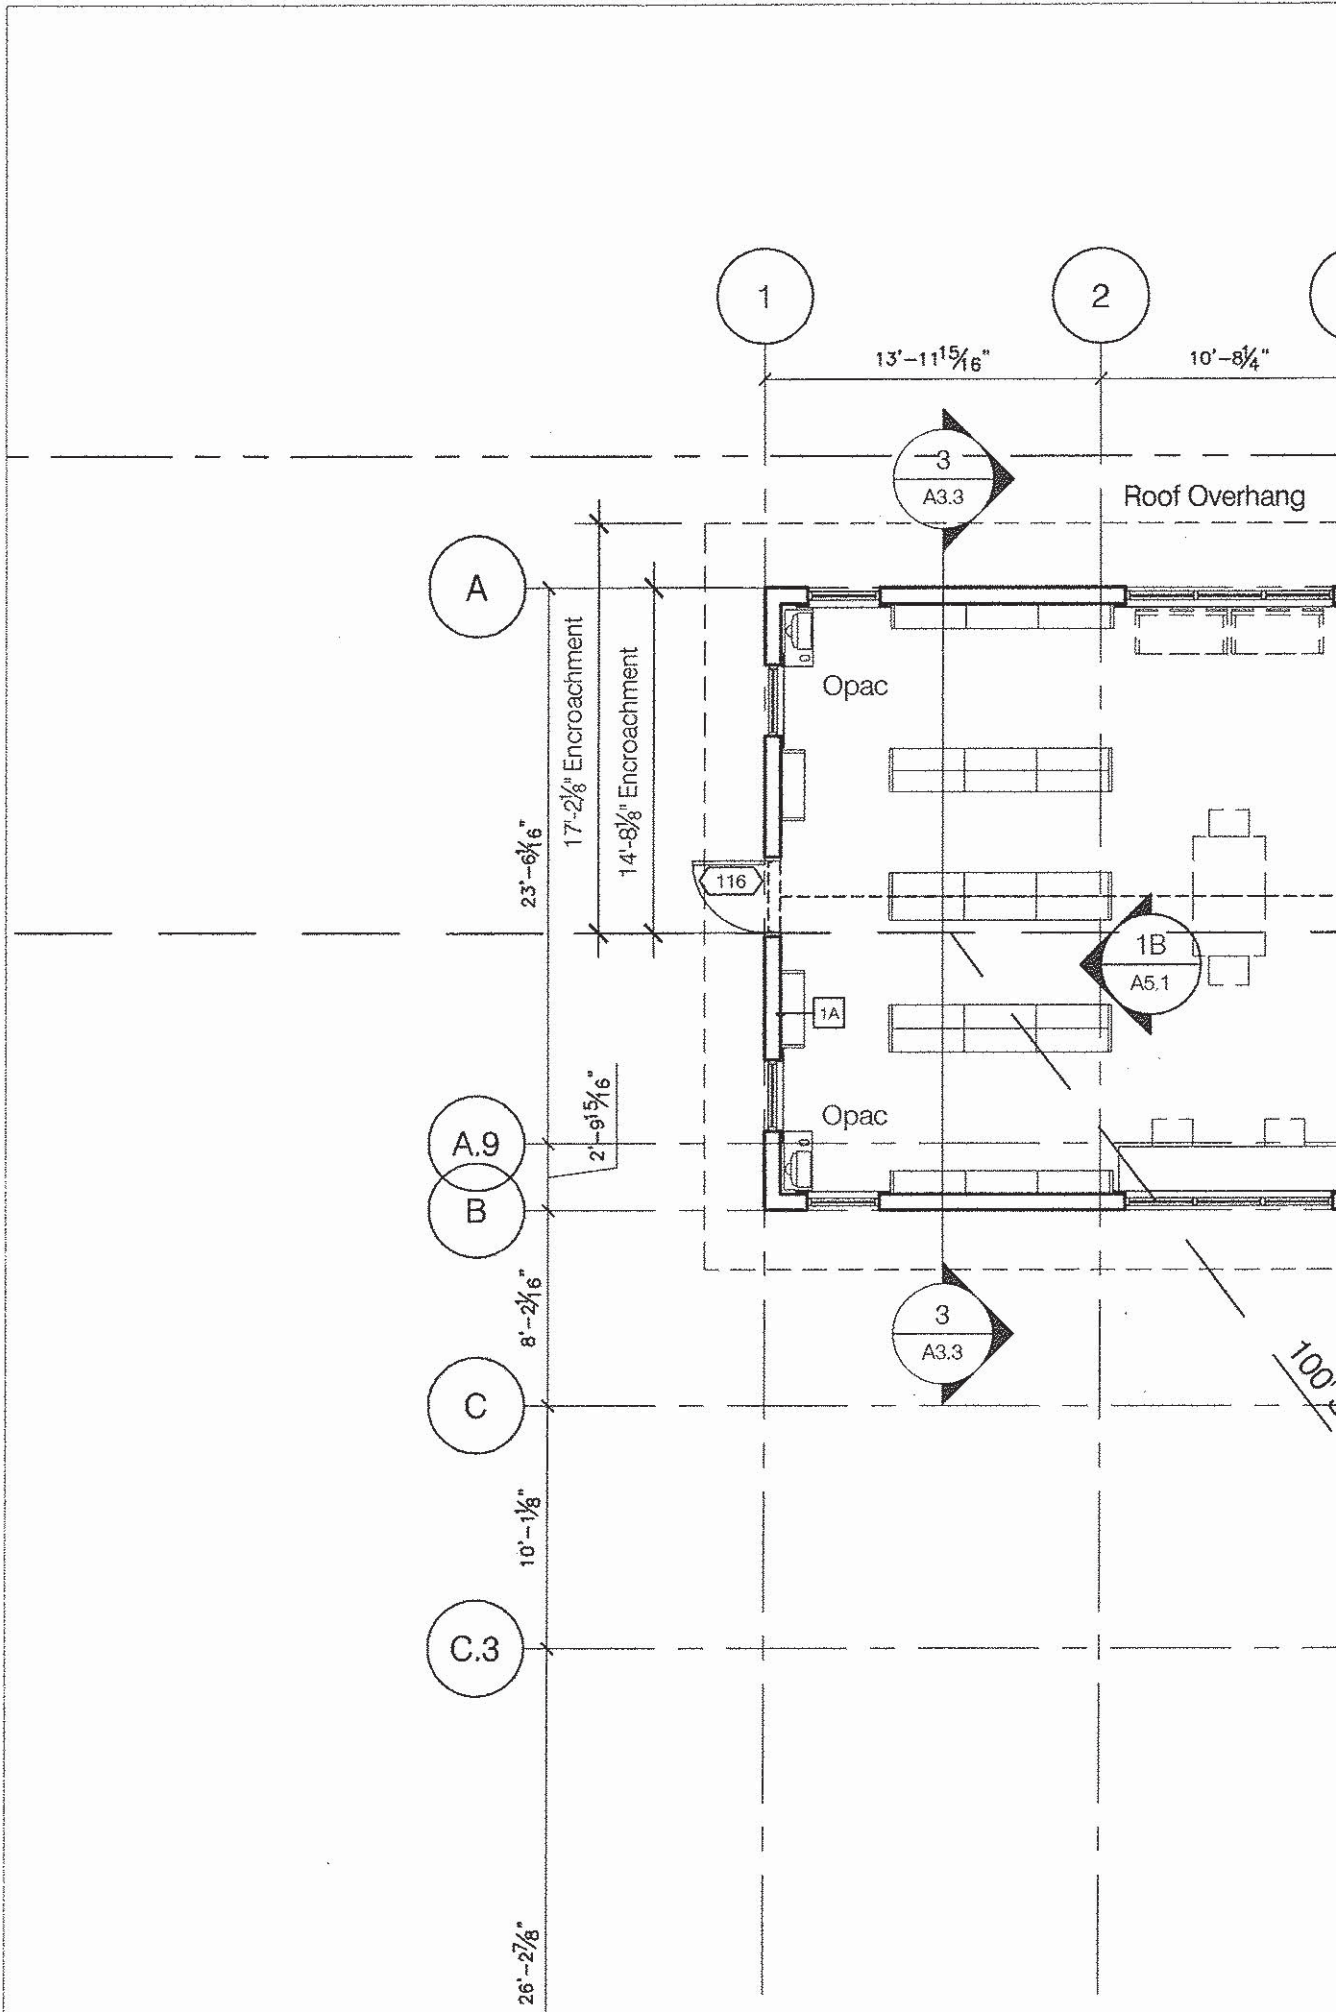 1
2
13'-11 15/16"
10'-8 1/4"
3
A3.3
Roof Overhang
A
17'-2 1/8" Encroachment
14'-8 1/8" Encroachment
23'-6 1/16"
Opac
116
1B
A5.1
1A
2'-9 15/16"
Opac
A.9
B
8'-2 1/16"
3
A3.3
C
100'
10'-1 1/8"
C.3
26'-2 7/8"